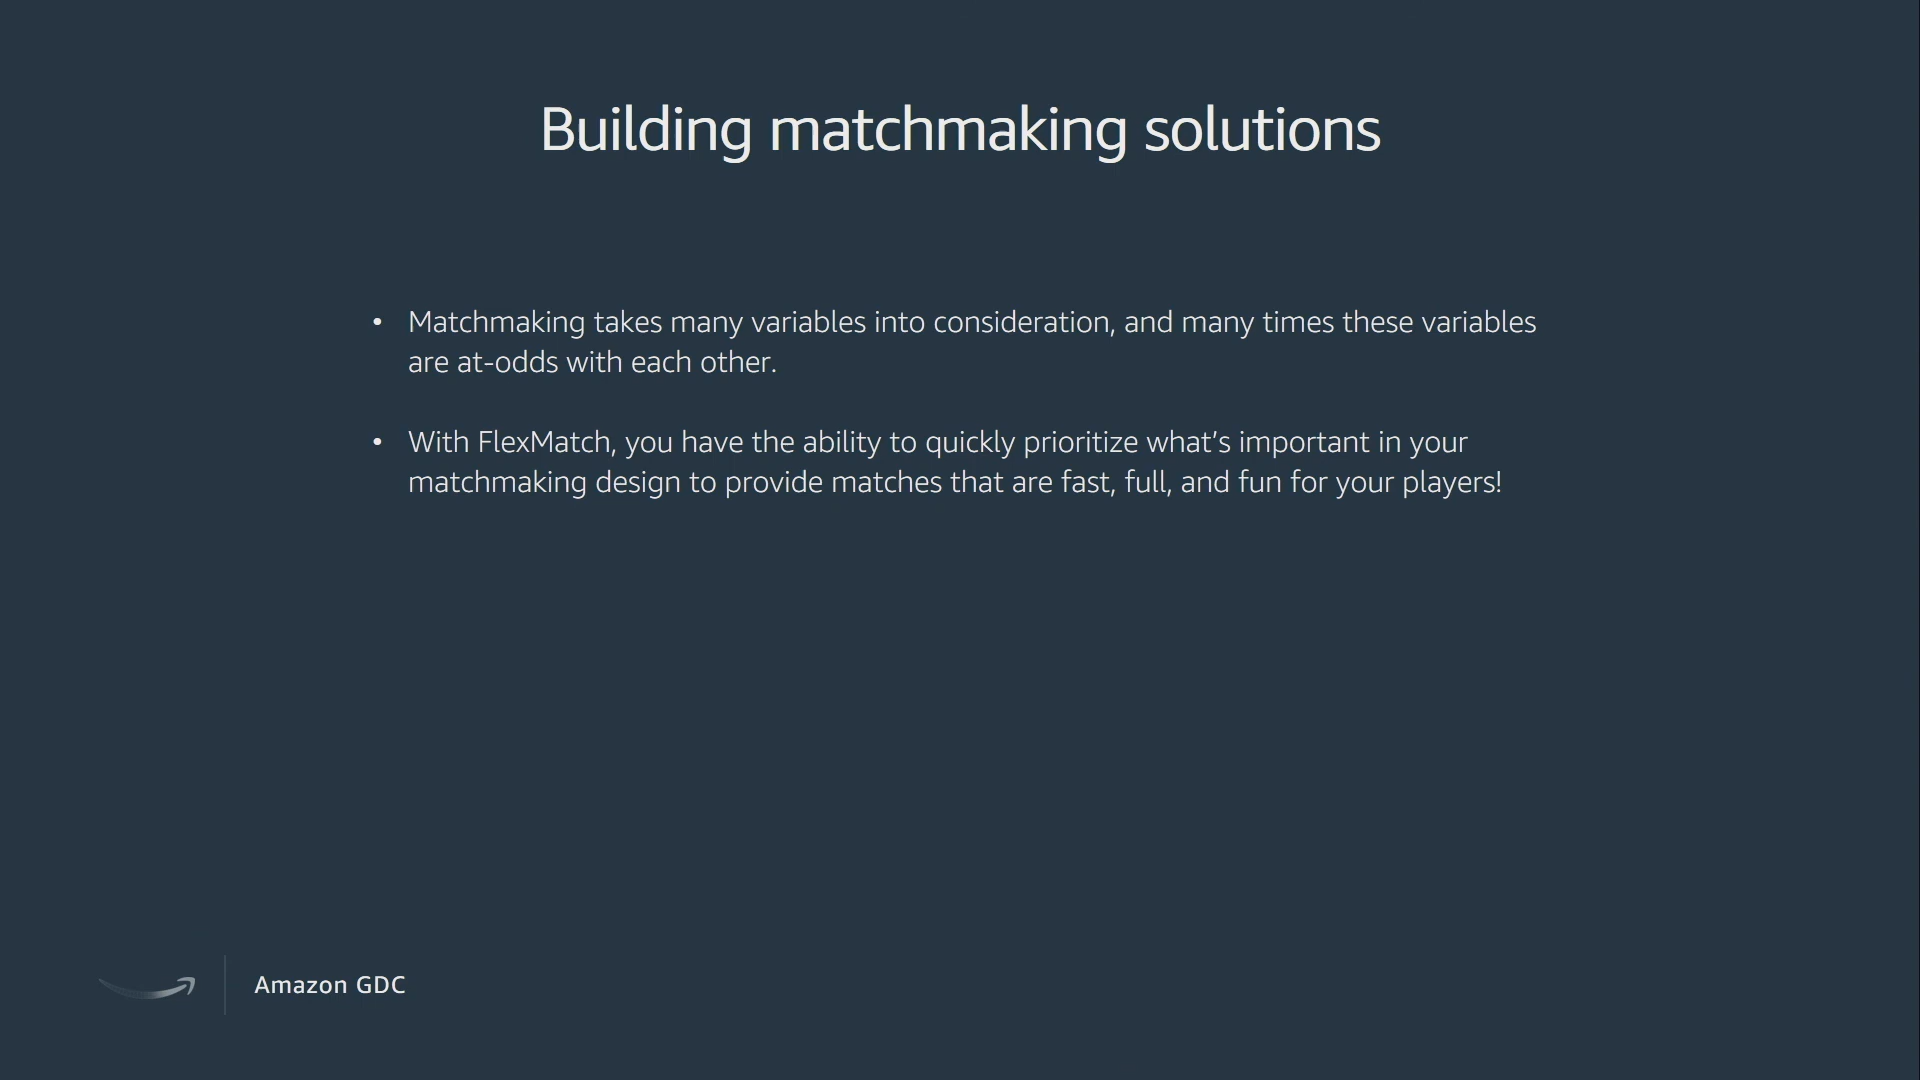 Building matchmaking solutions
• Matchmaking takes many variables into consideration, and many times these variables
are at-odds with each other.
• With FlexMatch, you have the ability to quickly prioritize what’s important in your
matchmaking design to provide matches that are fast, full, and fun for your players!
Amazon GDC